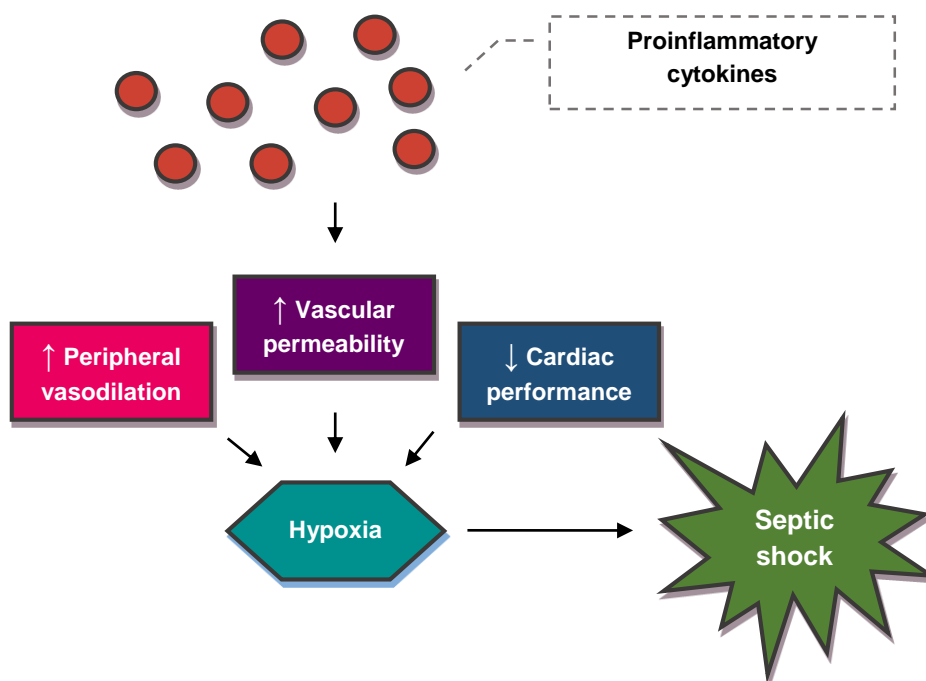 Proinflammatory
cytokines
↑ Vascular
permeability
↑ Peripheral
vasodilation
↓ Cardiac
performance
Hypoxia
Septic
shock